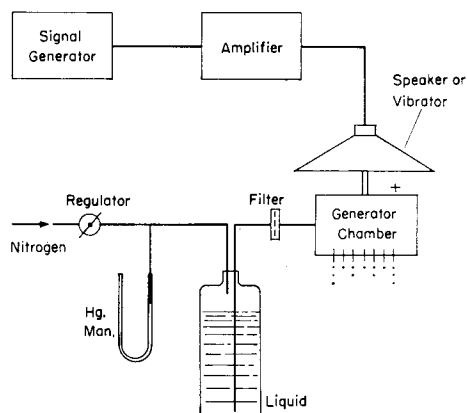 Signal
Generator
Amplifier
Speaker or
Vibrator
Regulator
Filter
+
Generator
Chamber
Nitrogen
Hg.
Man.
Liquid